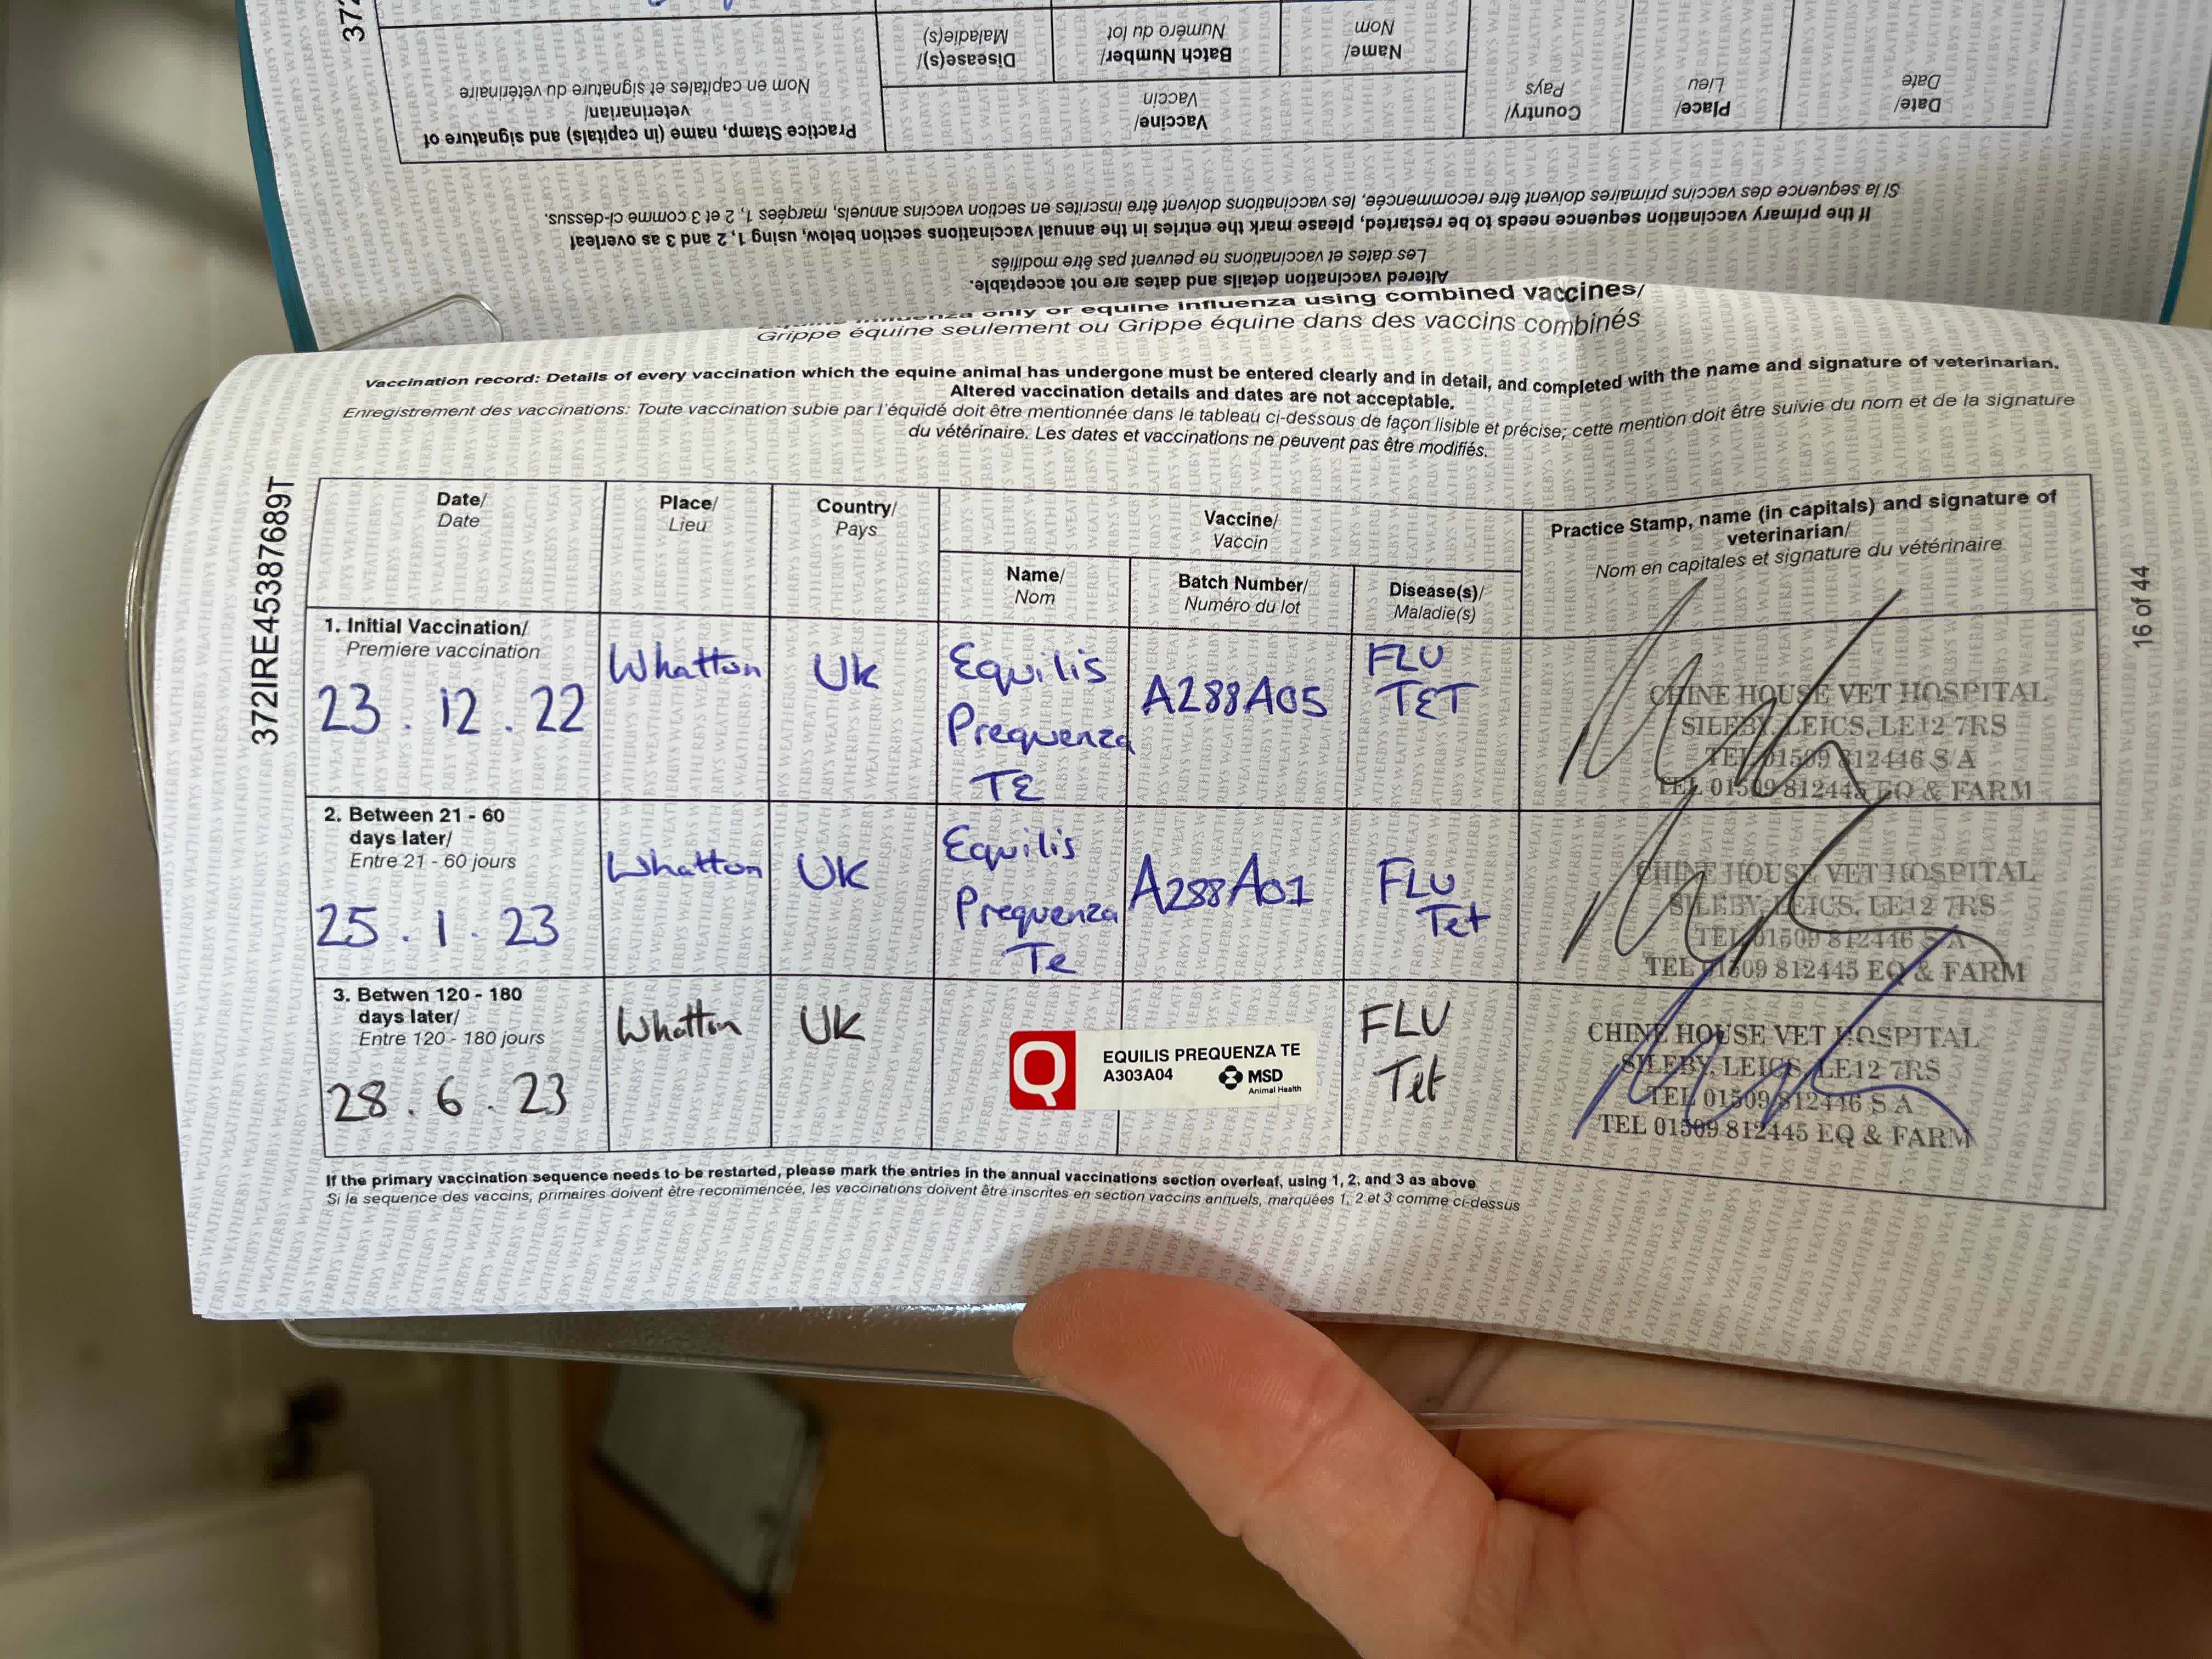 372
Practice Stamp, name (in capitals) and signature of
veterinarian/
Nom en capitales et signature du vétérinaire
Vaccine/
Vaccin
Name/
Nom
Batch Number/
Numéro du lot
Disease(s)/
Maladie(s)
Country/
Pays
Place/
Lieu
Date/
Date
Si la sequence des vaccins primaires doivent être recommencée, les vaccinations doivent être inscrites en section vaccins annuels, marqées 1, 2 et 3 comme ci-dessus.
If the primary vaccination sequence needs to be restarted, please mark the entries in the annual vaccinations section below, using 1, 2 and 3 as overleaf
Les dates et vaccinations ne peuvent pas être modifiés
Altered vaccination details and dates are not acceptable.
only or equine influenza using combined vaccines/
Grippe équine seulement ou Grippe équine dans des vaccins combinés
Vaccination record: Details of every vaccination which the equine animal has undergone must be entered clearly and in detail, and completed with the name and signature of veterinarian.
Altered vaccination details and dates are not acceptable.
Enregistrement des vaccinations: Toute vaccination subie par l'équidé doit être mentionnée dans le tableau ci-dessous de façon lisible et précise; cette mention doit être suivie du nom et de la signature
du vétérinaire. Les dates et vaccinations ne peuvent pas être modifiés.
372IRE45387689T
16 of 44
Date/
Date
Place/
Lieu
Country/
Pays
Vaccine/
Vaccin
Name/
Nom
Batch Number/
Numéro du lot
Disease(s)/
Maladie(s)
Practice Stamp, name (in capitals) and signature of
veterinarian/
Nom en capitales et signature du vétérinaire
1. Initial Vaccination/
Premiere vaccination
23 . 12 . 22
Whatton
UK
Equilis
Prequenza
TE
A288A05
FLU
TET
CHINE HOUSE VET HOSPITAL
SILEBY, LEICS, LE12 7RS
TEL 01509 812446 S/A
TEL 01509 812445 EQ & FARM
2. Between 21 - 60
days later/
Entre 21 - 60 jours
25 . 1 . 23
Whatton
UK
Equilis
Prequenza
Te
A288A01
FLU
Tet
CHINE HOUSE VET HOSPITAL
SILEBY, LEICS, LE12 7RS
TEL 01509 812446 S/A
TEL 01509 812445 EQ & FARM
3. Betwen 120 - 180
days later/
Entre 120 - 180 jours
28 . 6 . 23
Whatton
UK
Q
EQUILIS PREQUENZA TE
A303A04
MSD
Animal Health
FLU
Tet
CHINE HOUSE VET HOSPITAL
SILEBY, LEICS, LE12 7RS
TEL 01509 812446 S A
TEL 01509 812445 EQ & FARM
If the primary vaccination sequence needs to be restarted, please mark the entries in the annual vaccinations section overleaf, using 1, 2, and 3 as above
Si la sequence des vaccins, primaires doivent être recommencée, les vaccinations doivent être inscrites en section vaccins annuels, marquées 1, 2 et 3 comme ci-dessus